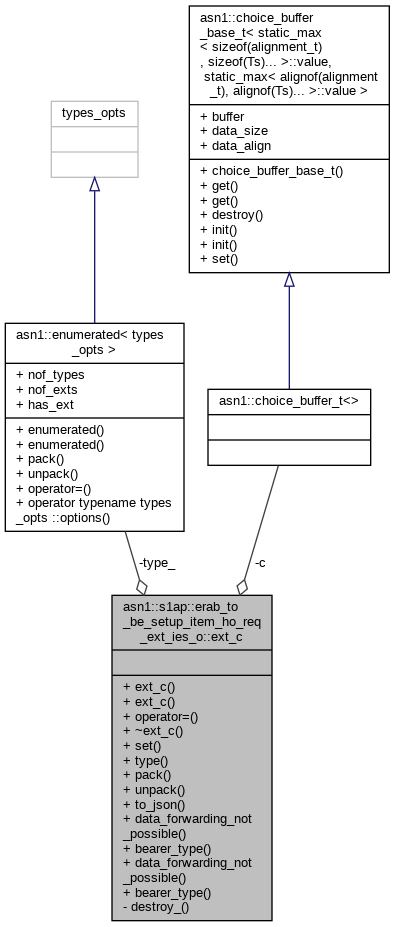 asn1::choice_buffer
_base_t< static_max
< sizeof(alignment_t)
, sizeof(Ts)... >::value,
static_max< alignof(alignment
_t), alignof(Ts)... >::value >
+ buffer
+ data_size
+ data_align
+ choice_buffer_base_t()
+ get()
+ get()
+ destroy()
+ init()
+ init()
+ set()
types_opts
asn1::enumerated< types
_opts >
+ nof_types
+ nof_exts
+ has_ext
+ enumerated()
+ enumerated()
+ pack()
+ unpack()
+ operator=()
+ operator typename types
_opts ::options()
asn1::choice_buffer_t<>
-type_
-c
asn1::s1ap::erab_to
_be_setup_item_ho_req
_ext_ies_o::ext_c
+ ext_c()
+ ext_c()
+ operator=()
+ ~ext_c()
+ set()
+ type()
+ pack()
+ unpack()
+ to_json()
+ data_forwarding_not
_possible()
+ bearer_type()
+ data_forwarding_not
_possible()
+ bearer_type()
- destroy_()